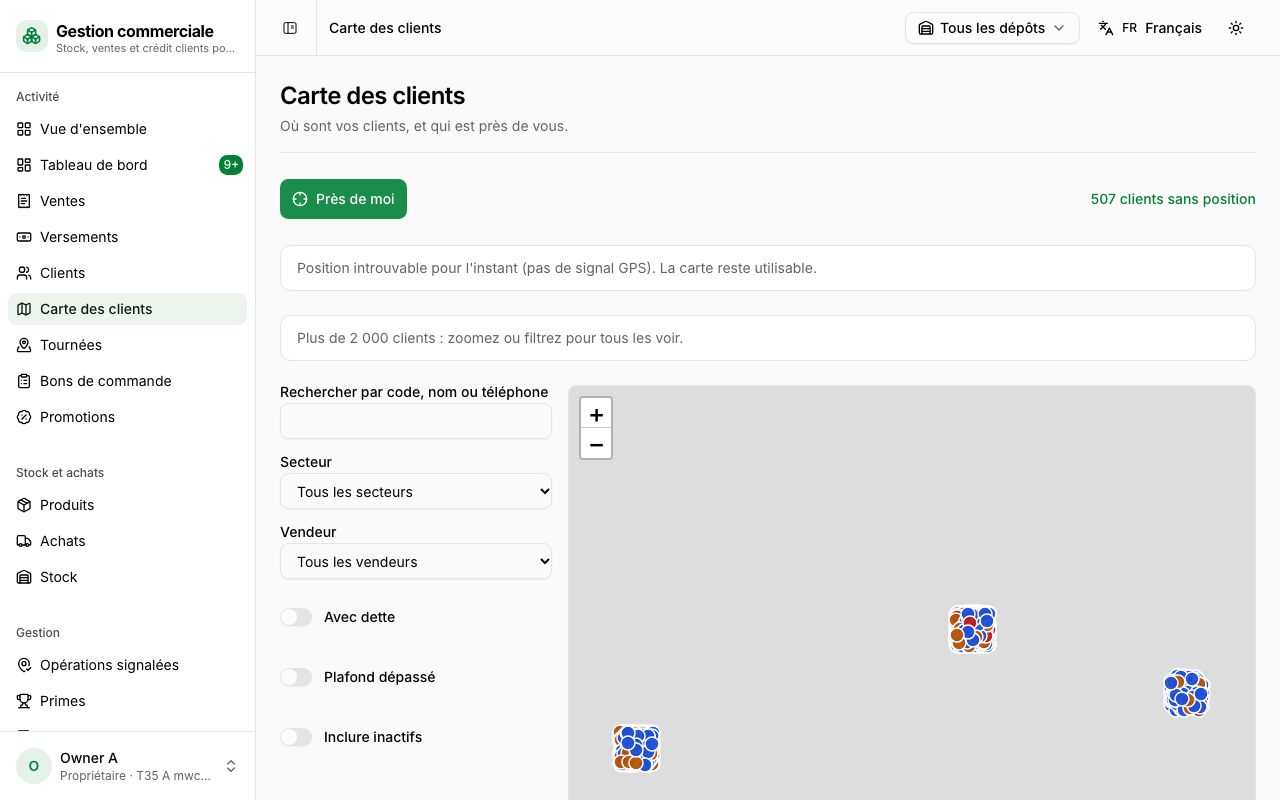 Gestion commerciale
Stock, ventes et crédit clients po...
Activité
Vue d'ensemble
Tableau de bord
9+
Ventes
Versements
Clients
Carte des clients
Tournées
Bons de commande
Promotions
Stock et achats
Produits
Achats
Stock
Gestion
Opérations signalées
Primes
O
Owner A
Propriétaire · T35 A mwc...
Carte des clients
Tous les dépôts
FR Français
Carte des clients
Où sont vos clients, et qui est près de vous.
Près de moi
507 clients sans position
Position introuvable pour l'instant (pas de signal GPS). La carte reste utilisable.
Plus de 2 000 clients : zoomez ou filtrez pour tous les voir.
Rechercher par code, nom ou téléphone
Secteur
Tous les secteurs
Vendeur
Tous les vendeurs
Avec dette
Plafond dépassé
Inclure inactifs
+
−